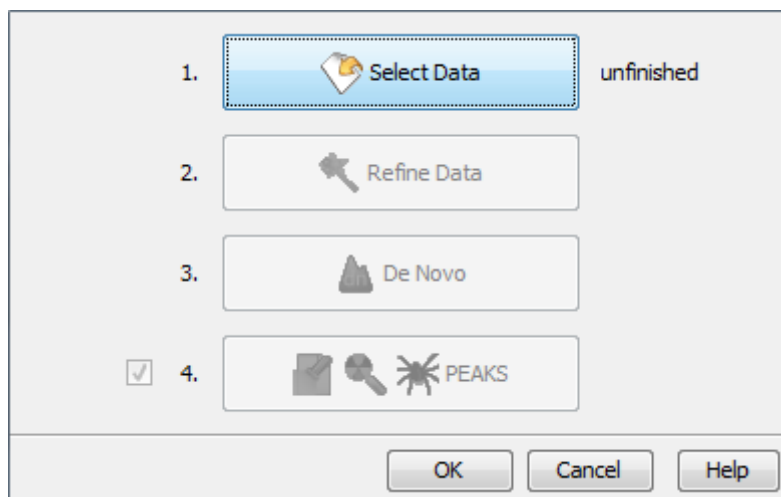 1. Select Data unfinished
2. Refine Data
3. De Novo
4. PEAKS
OK Cancel Help